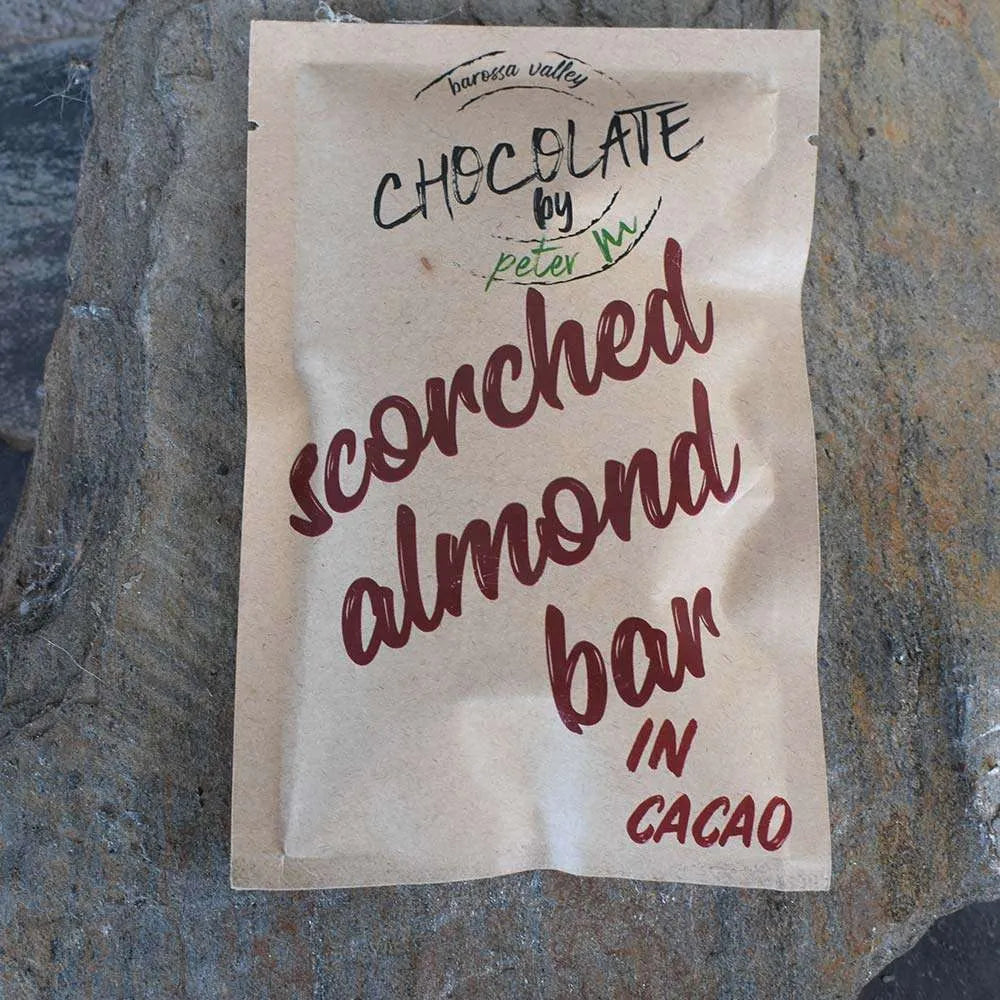 barossa valley
CHOCOLATE
by
peter m
scorched
almond
bar
IN
CACAO